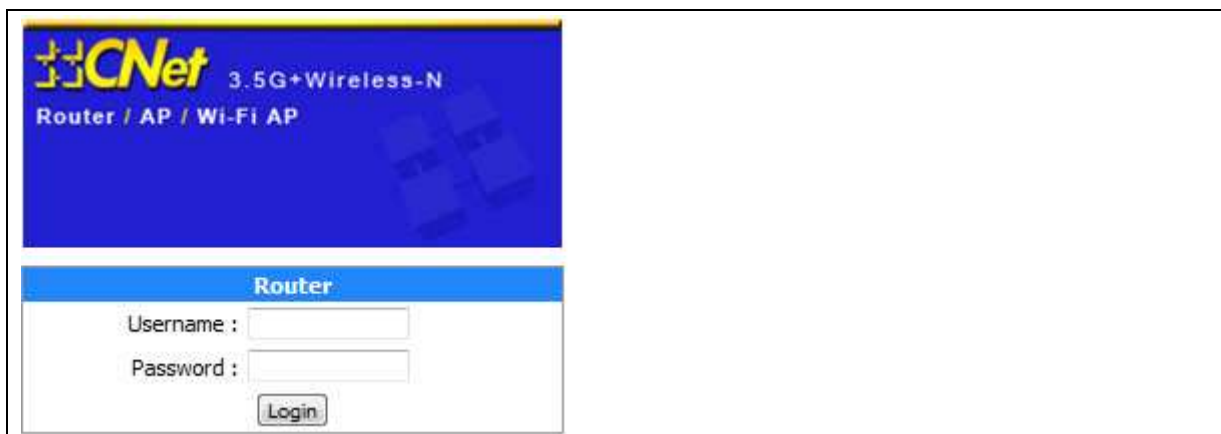 CNet 3.5G+Wireless-N
Router / AP / Wi-Fi AP
Router
Username :
Password :
Login